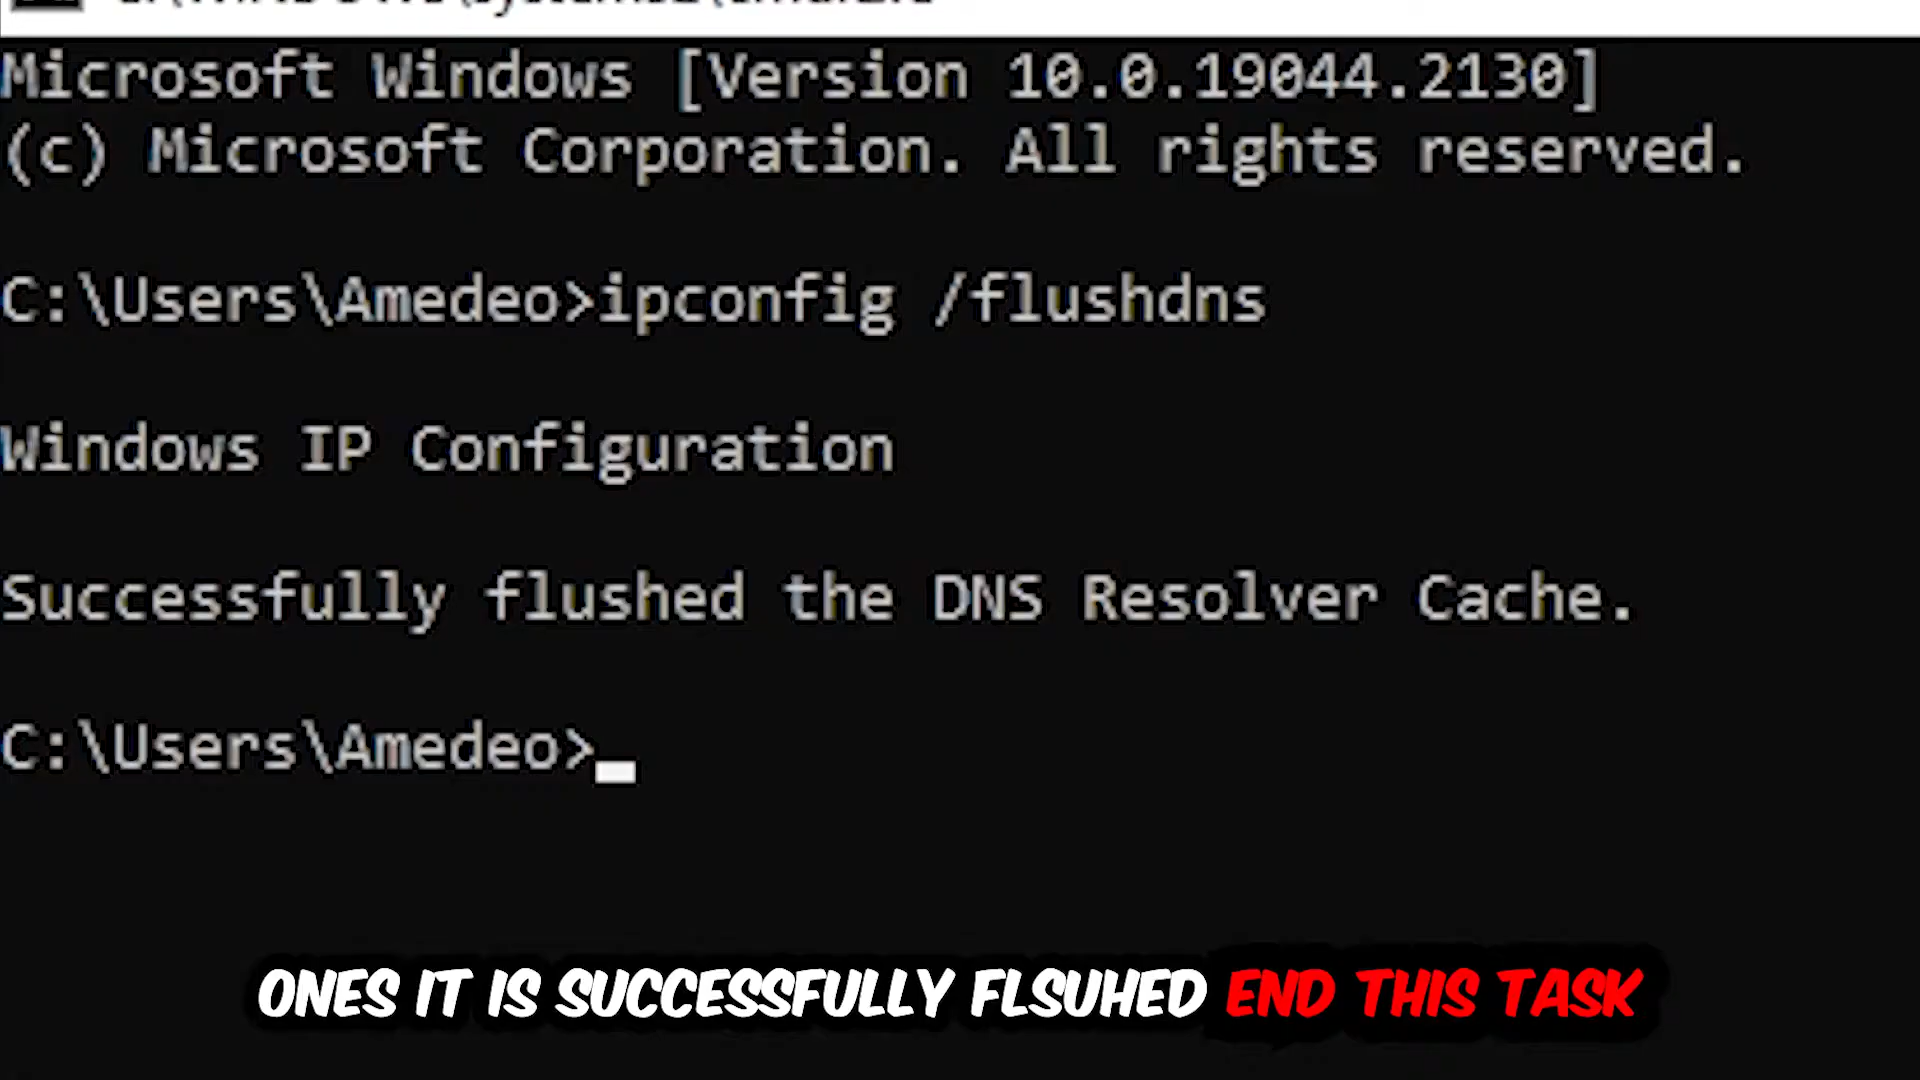 Microsoft Windows [Version 10.0.19044.2130]
(c) Microsoft Corporation. All rights reserved.
C:\Users\Amedeo>ipconfig /flushdns
Windows IP Configuration
Successfully flushed the DNS Resolver Cache.
C:\Users\Amedeo>
ONES IT IS SUCCESSFULLY FLSUHED END THIS TASK